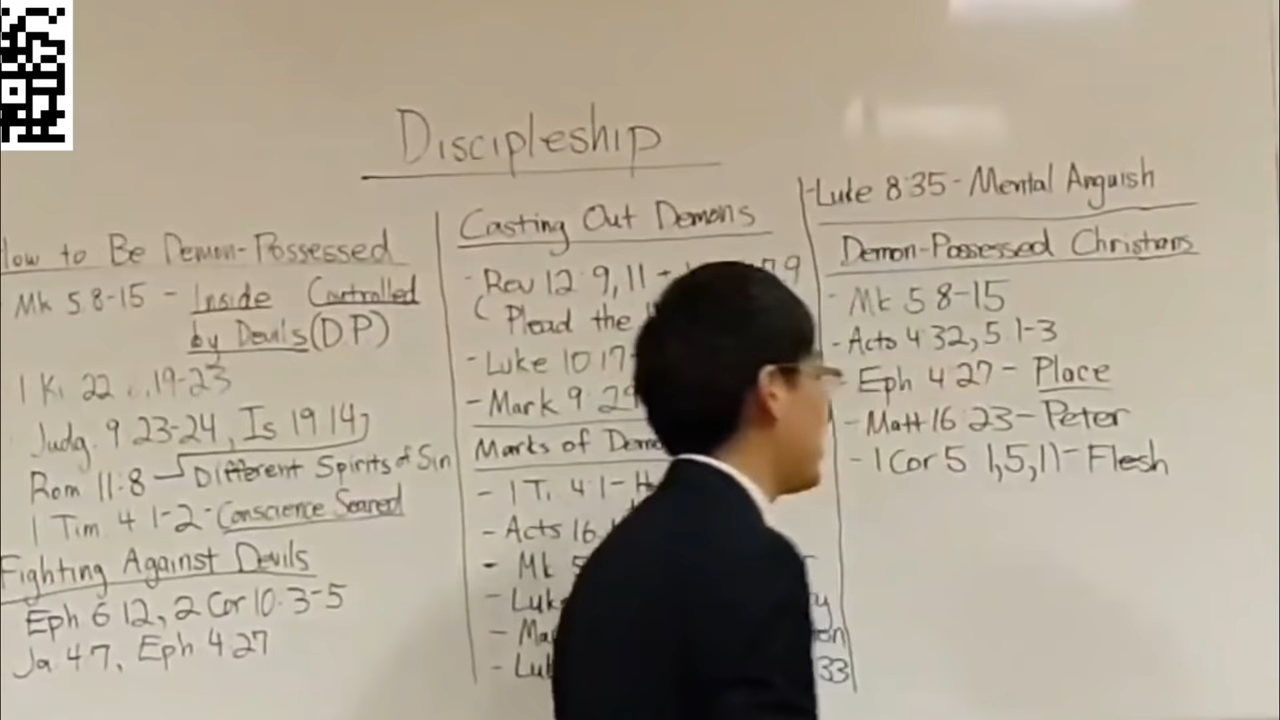 Discipleship
How to Be Demon-Possessed
Mk 5 8-15 - Inside Controlled
by Devils (DP)
1 Ki 22 19-23
Judg. 9 23-24, Is 19 14
Rom 11:8 - Different Spirits of Sin
1 Tim 4 1-2 - Conscience Seared
Fighting Against Devils
Eph 6 12, 2 Cor 10:3-5
Ja 4 7, Eph 4 27
Casting Out Demons
- Rev 12 9, 11
( Plead the
- Luke 10 17
- Mark 9:29
Marks of
- 1 Ti 4:1 -
- Acts 16
- Mk 5
- Luke
33
- Luke 8:35 - Mental Anguish
Demon-Possessed Christians
- Mk 5 8-15
- Acts 4 32, 5 1-3
Eph 4 27 - Place
- Matt 16:23 - Peter
- 1 Cor 5 1,5,11 - Flesh